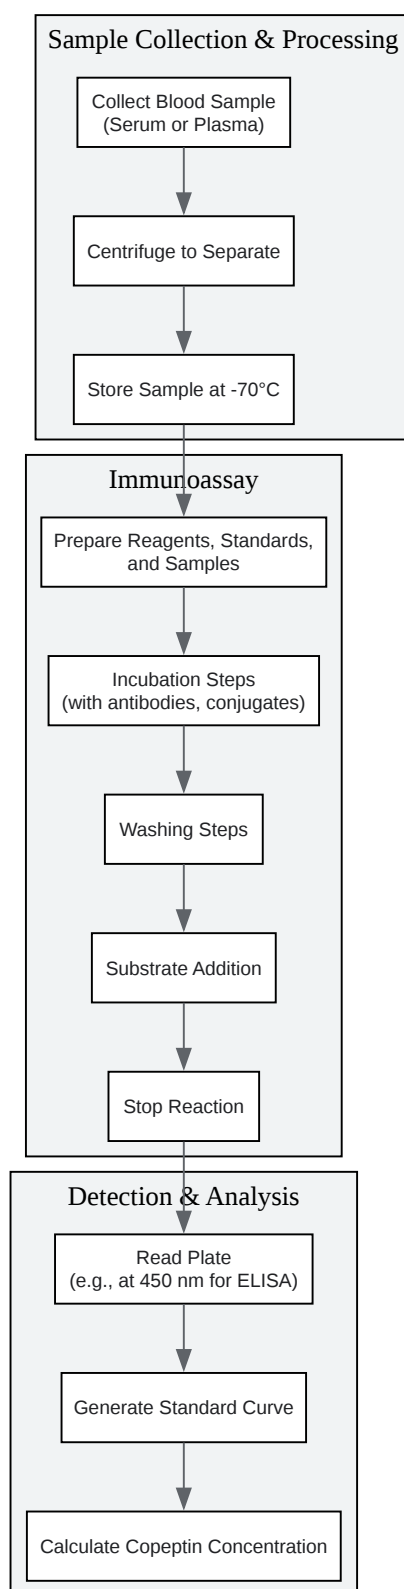 Sample Collection & Processing
Collect Blood Sample
(Serum or Plasma)
Centrifuge to Separate
Store Sample at -70°C
Immunoassay
Prepare Reagents, Standards,
and Samples
Incubation Steps
(with antibodies, conjugates)
Washing Steps
Substrate Addition
Stop Reaction
Detection & Analysis
Read Plate
(e.g., at 450 nm for ELISA)
Generate Standard Curve
Calculate Copeptin Concentration